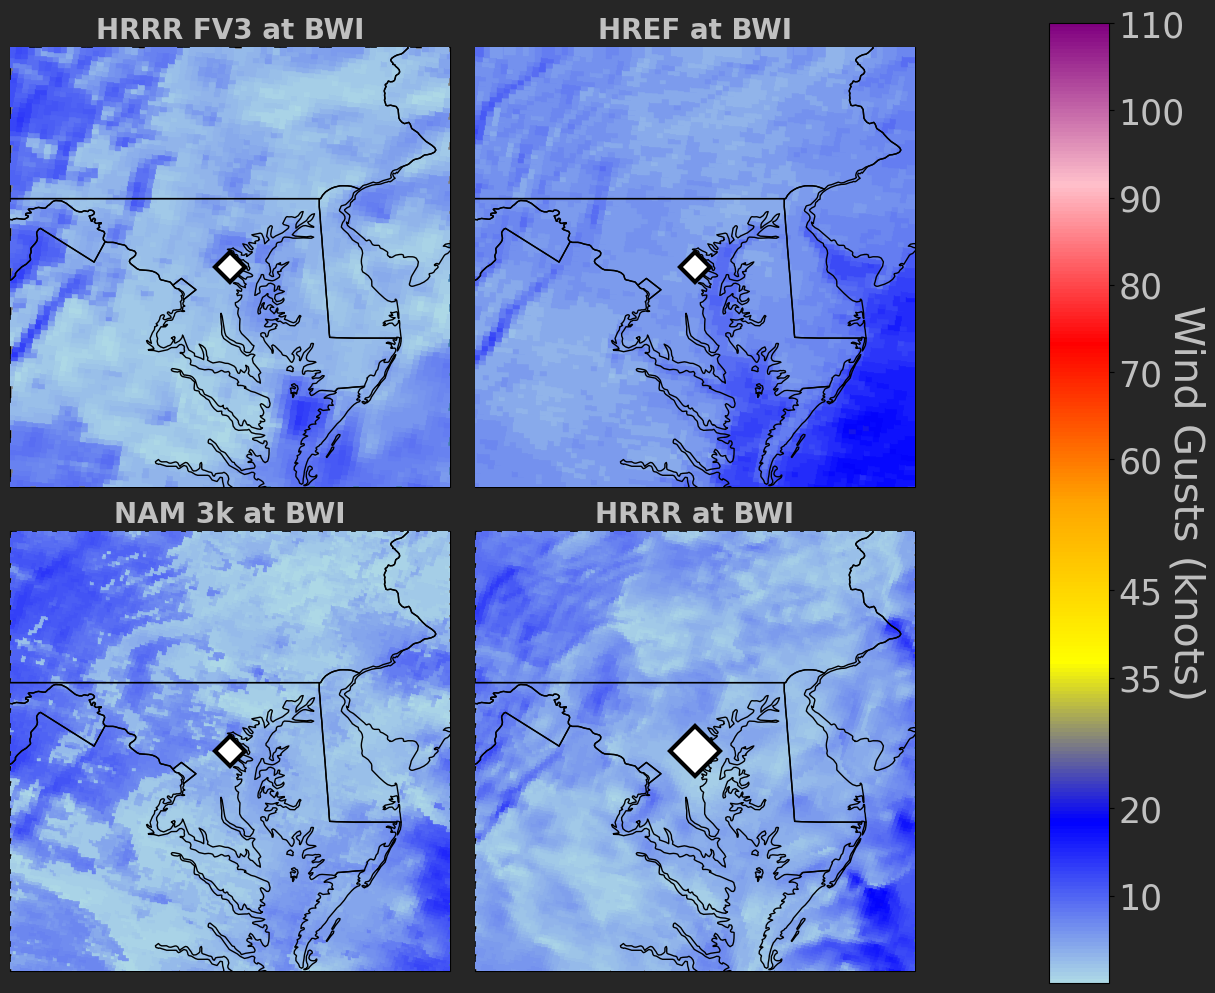 HRRR FV3 at BWI
HREF at BWI
NAM 3k at BWI
HRRR at BWI
110
100
90
80
70
60
45
35
20
10
Wind Gusts (knots)